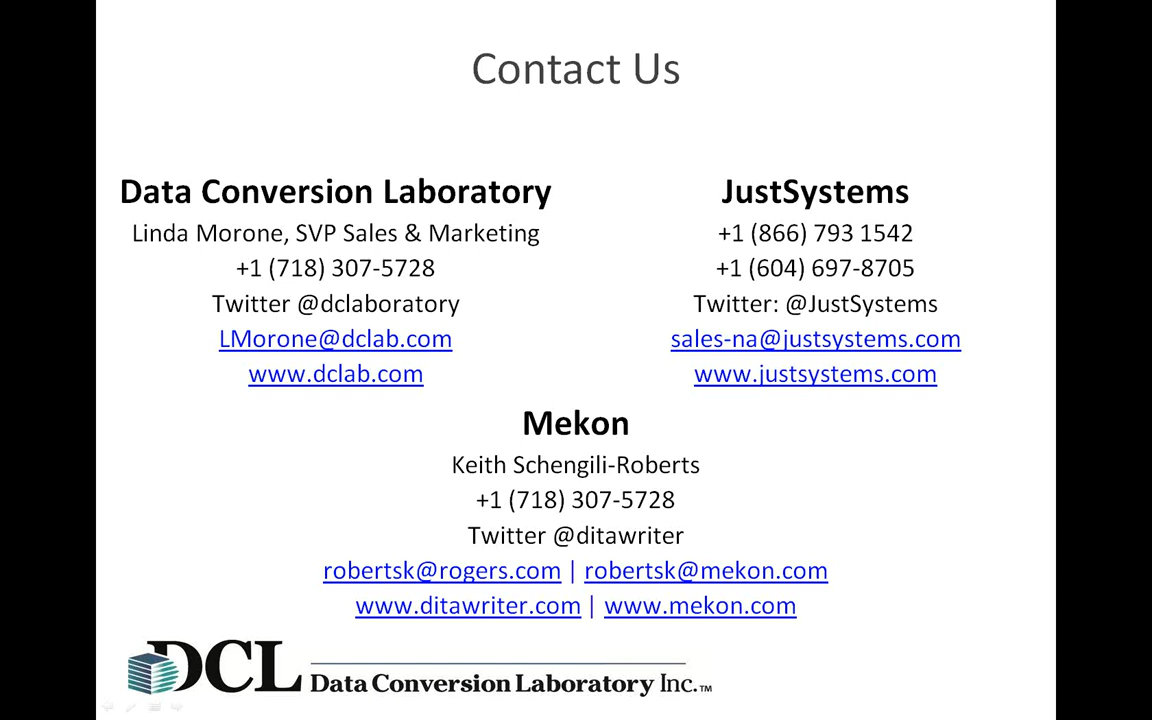 Contact Us
Data Conversion Laboratory
Linda Morone, SVP Sales & Marketing
+1 (718) 307-5728
Twitter @dclaboratory
LMorone@dclab.com
www.dclab.com
JustSystems
+1 (866) 793 1542
+1 (604) 697-8705
Twitter: @JustSystems
sales-na@justsystems.com
www.justsystems.com
Mekon
Keith Schengili-Roberts
+1 (718) 307-5728
Twitter @ditawriter
robertsk@rogers.com | robertsk@mekon.com
www.ditawriter.com | www.mekon.com
DCL
Data Conversion Laboratory Inc.™